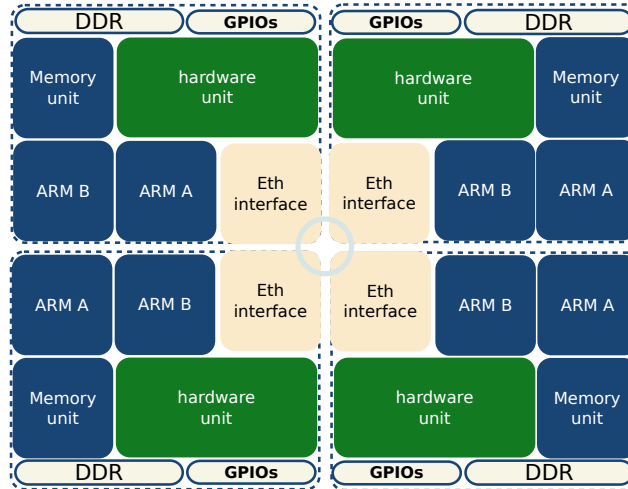 DDR
GPIOs
GPIOs
DDR
Memory
unit
hardware
unit
hardware
unit
Memory
unit
ARM B
ARM A
Eth
interface
Eth
interface
ARM B
ARM A
ARM A
ARM B
Eth
interface
Eth
interface
ARM B
ARM A
Memory
unit
hardware
unit
hardware
unit
Memory
unit
DDR
GPIOs
GPIOs
DDR